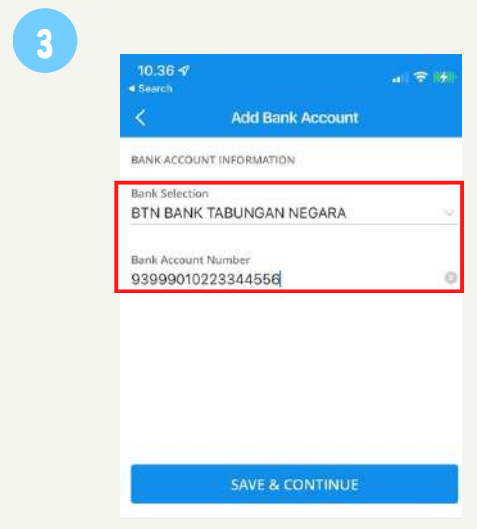 3
10.36
Search
Add Bank Account
BANK ACCOUNT INFORMATION
Bank Selection
BTN BANK TABUNGAN NEGARA
Bank Account Number
93999010223344556
SAVE & CONTINUE